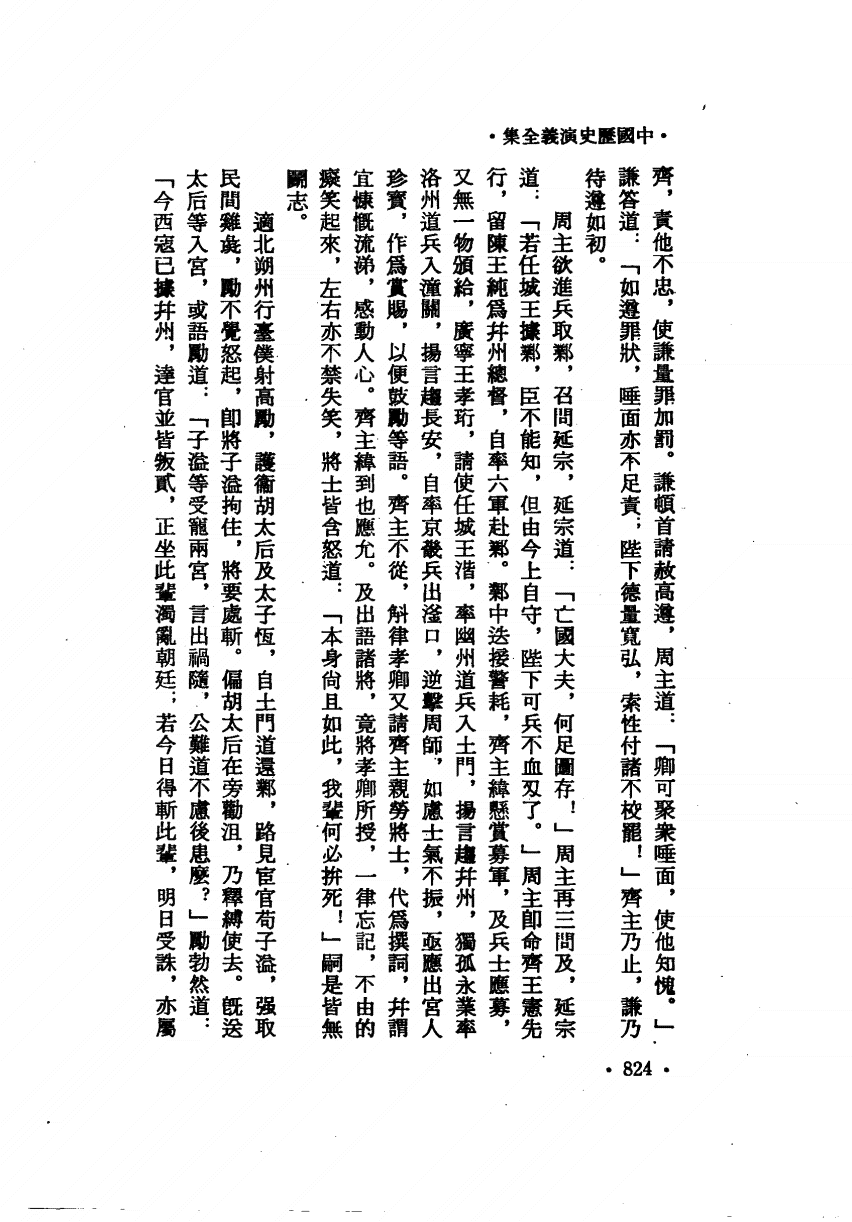 •中國歷史演義全集•
齊，責他不忠，使謙量罪加罰。謙頓首請赦高遵，周主道：「卿可聚衆唾面，使他知愧。」
謙答道：「如遵罪狀，唾面亦不足責；陛下德量寬弘，索性付諸不校罷！」齊主乃止，謙乃
待遵如初。
周主欲進兵取鄴，召問延宗，延宗道：「亡國大夫，何足圖存！」周主再三問及，延宗
道：「若任城王據鄴，臣不能知，但由今上自守，陛下可兵不血刄了。」周主卽命齊王憲先
行，留陳王純爲幷州總督，自率六軍赴鄴。鄴中迭接警耗，齊主緯懸賞募軍，及兵士應募，
又無一物頒給，廣寧王孝珩，請使任城王湝，率幽州道兵入土門，揚言趨幷州，獨孤永業率
洛州道兵入潼關，揚言趨長安，自率京畿兵出滏口，逆擊周師，如慮士氣不振，亟應出宮人
珍寶，作爲賞賜，以便鼓勵等語。齊主不從，斛律孝卿又請齊主親勞將士，代爲撰詞，幷謂
宜慷慨流涕，感動人心。齊主緯到也應允。及出語諸將，竟將孝卿所授，一律忘記，不由的
癡笑起來，左右亦不禁失笑，將士皆含怒道：「本身尙且如此，我輩何必拚死！」嗣是皆無
鬭志。
適北朔州行臺僕射高勵，護衞胡太后及太子恆，自土門道還鄴，路見宦官苟子溢，强取
民間雞彘，勵不覺怒起，卽將子溢拘住，將要處斬。偏胡太后在旁勸沮，乃釋縛使去。旣送
太后等入宮，或語勵道：「子溢等受寵兩宮，言出禍隨，公難道不慮後患麽？」勵勃然道：
「今西寇已據幷州，達官並皆叛貳，正坐此輩濁亂朝廷；若今日得斬此輩，明日受誅，亦屬
•824•